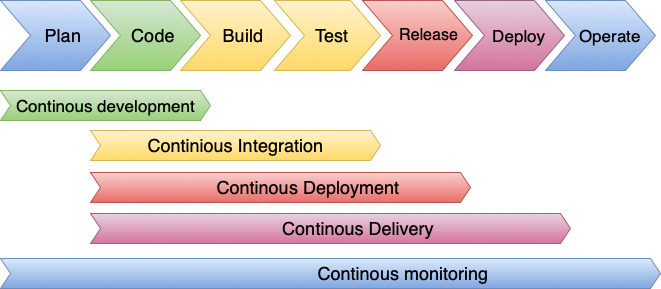 Plan
Code
Build
Test
Release
Deploy
Operate
Continous development
Continious Integration
Continous Deployment
Continous Delivery
Continous monitoring